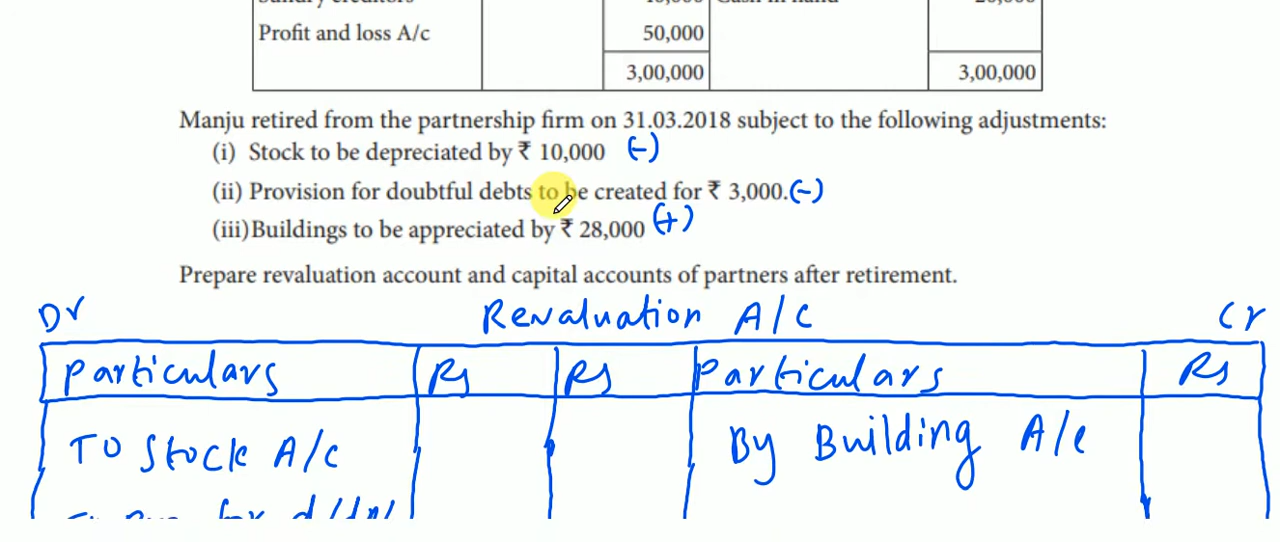 Profit and loss A/c 50,000
3,00,000 3,00,000
Manju retired from the partnership firm on 31.03.2018 subject to the following adjustments:
(i) Stock to be depreciated by ₹ 10,000 (-)
(ii) Provision for doubtful debts to be created for ₹ 3,000. (-)
(iii) Buildings to be appreciated by ₹ 28,000 (+)
Prepare revaluation account and capital accounts of partners after retirement.
Dr Revaluation A/C Cr
Particulars Rs Rs Particulars Rs
To Stock A/c By Building A/c